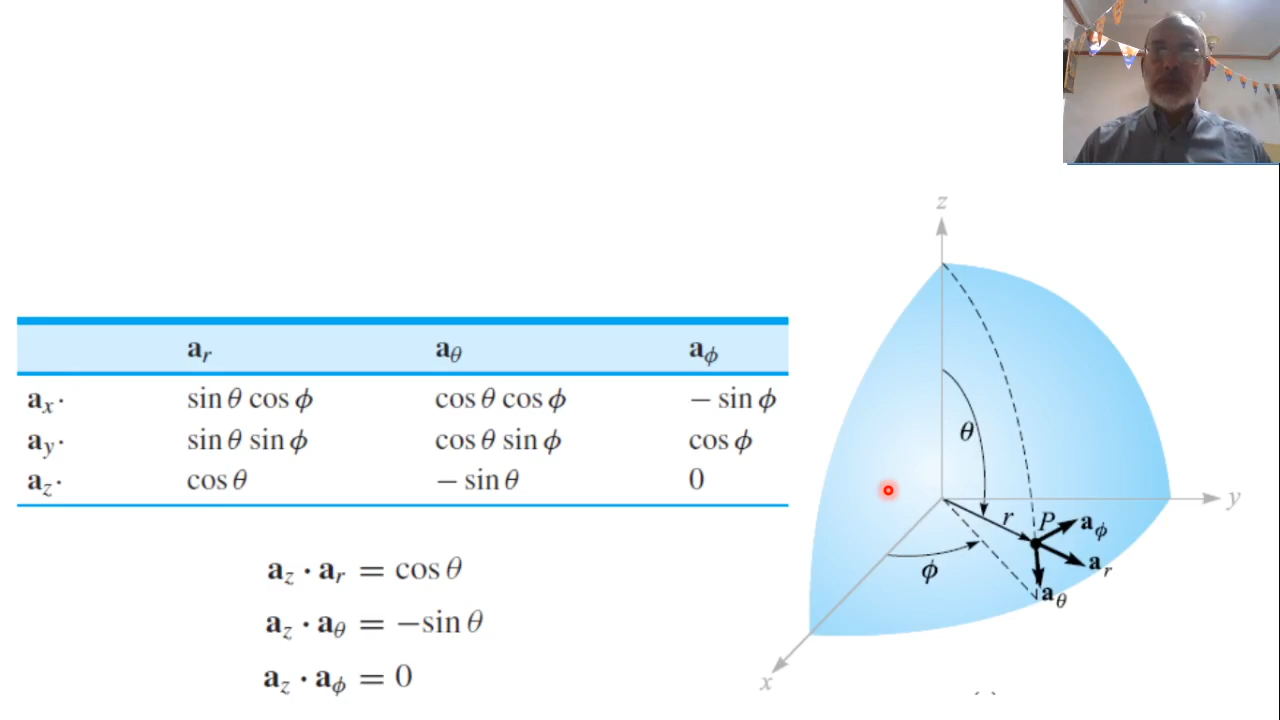 a_r a_θ a_ϕ
a_x· sin θ cos ϕ cos θ cos ϕ − sin ϕ
a_y· sin θ sin ϕ cos θ sin ϕ cos ϕ
a_z· cos θ − sin θ 0
a_z · a_r = cos θ
a_z · a_θ = −sin θ
a_z · a_ϕ = 0
z
θ
y
r P a_ϕ
a_r
ϕ
a_θ
x